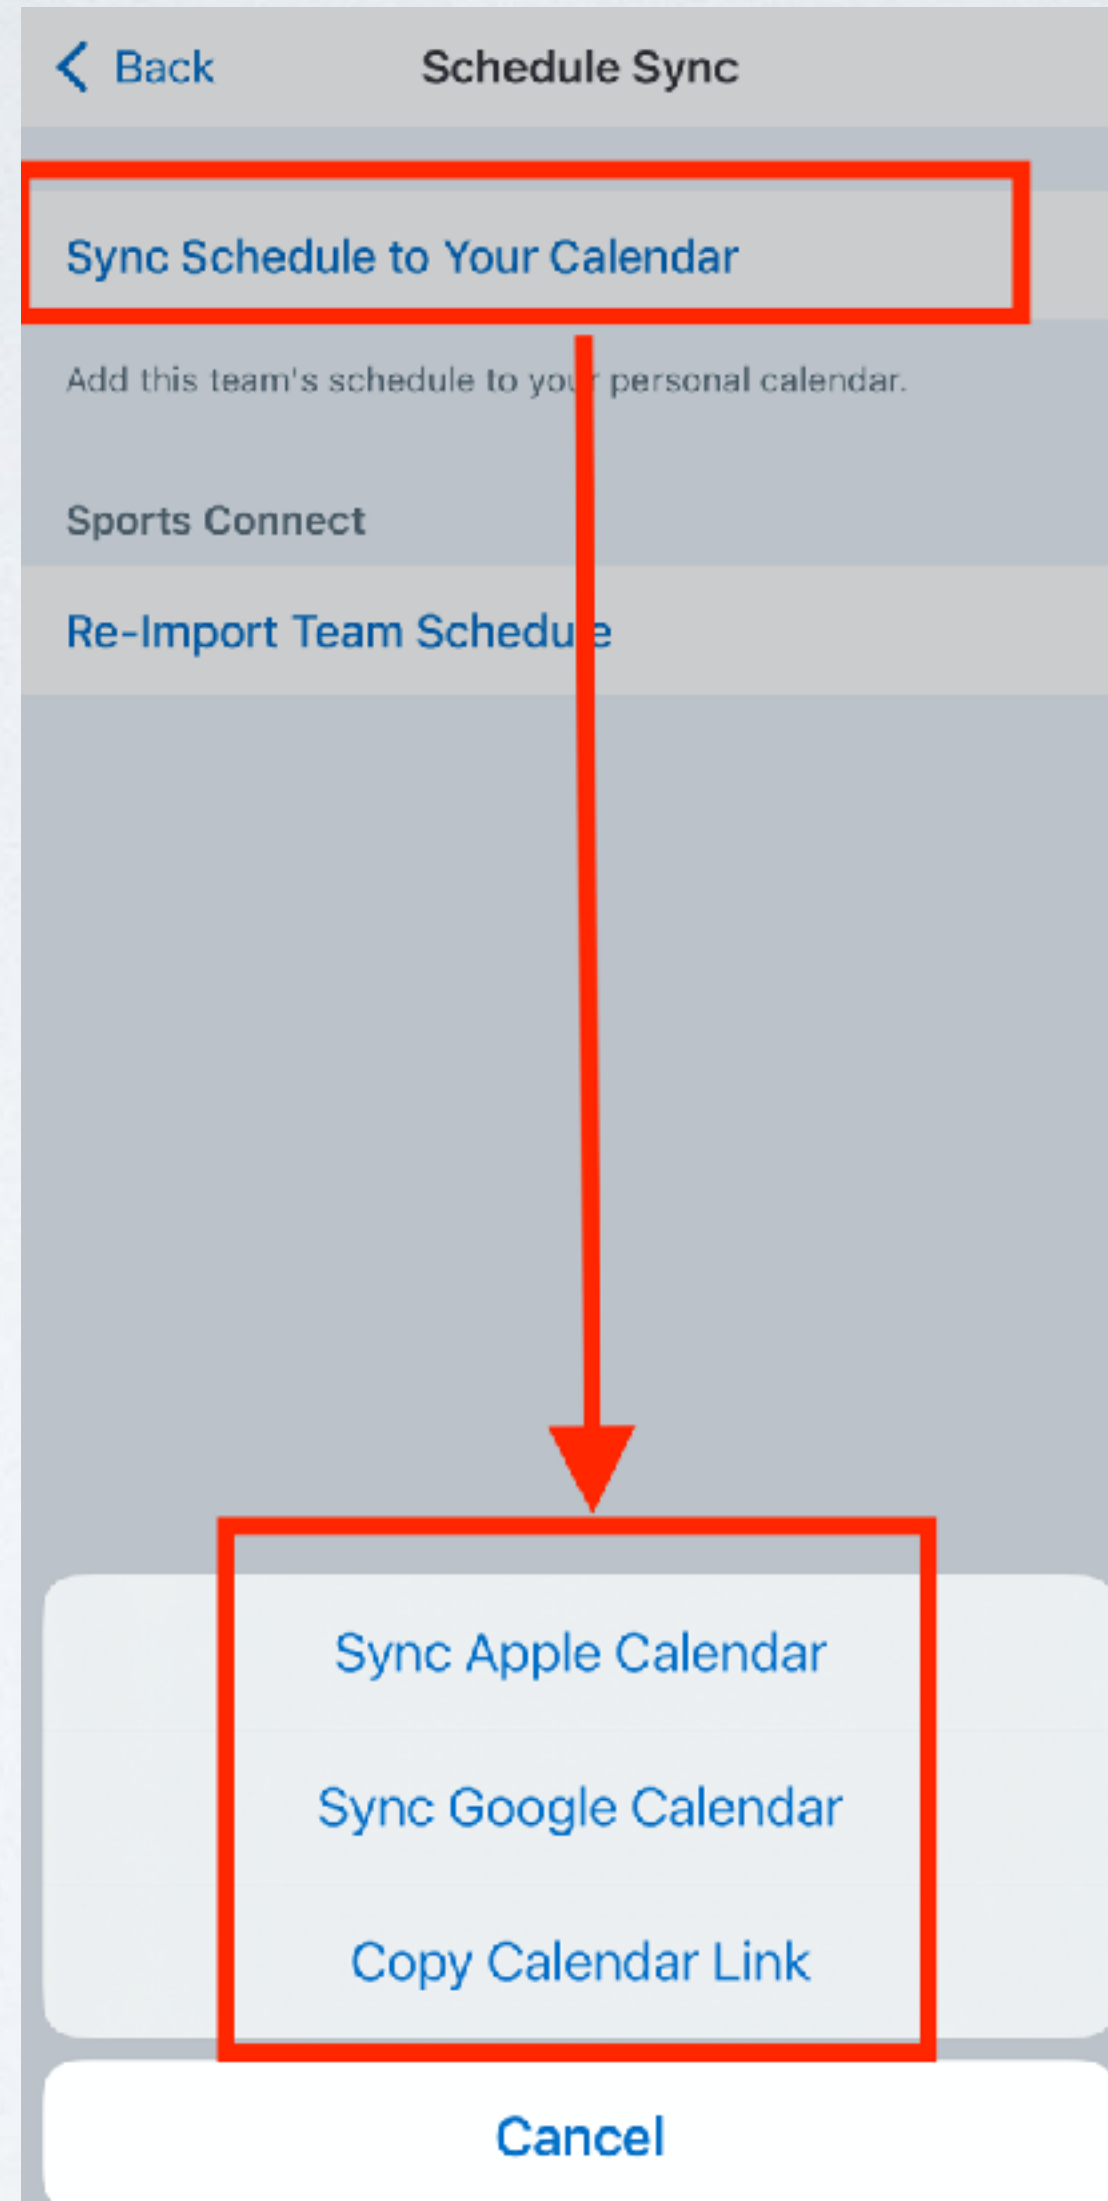 Back
Schedule Sync
Sync Schedule to Your Calendar
Add this team's schedule to your personal calendar.
Sports Connect
Re-Import Team Schedule
Sync Apple Calendar
Sync Google Calendar
Copy Calendar Link
Cancel